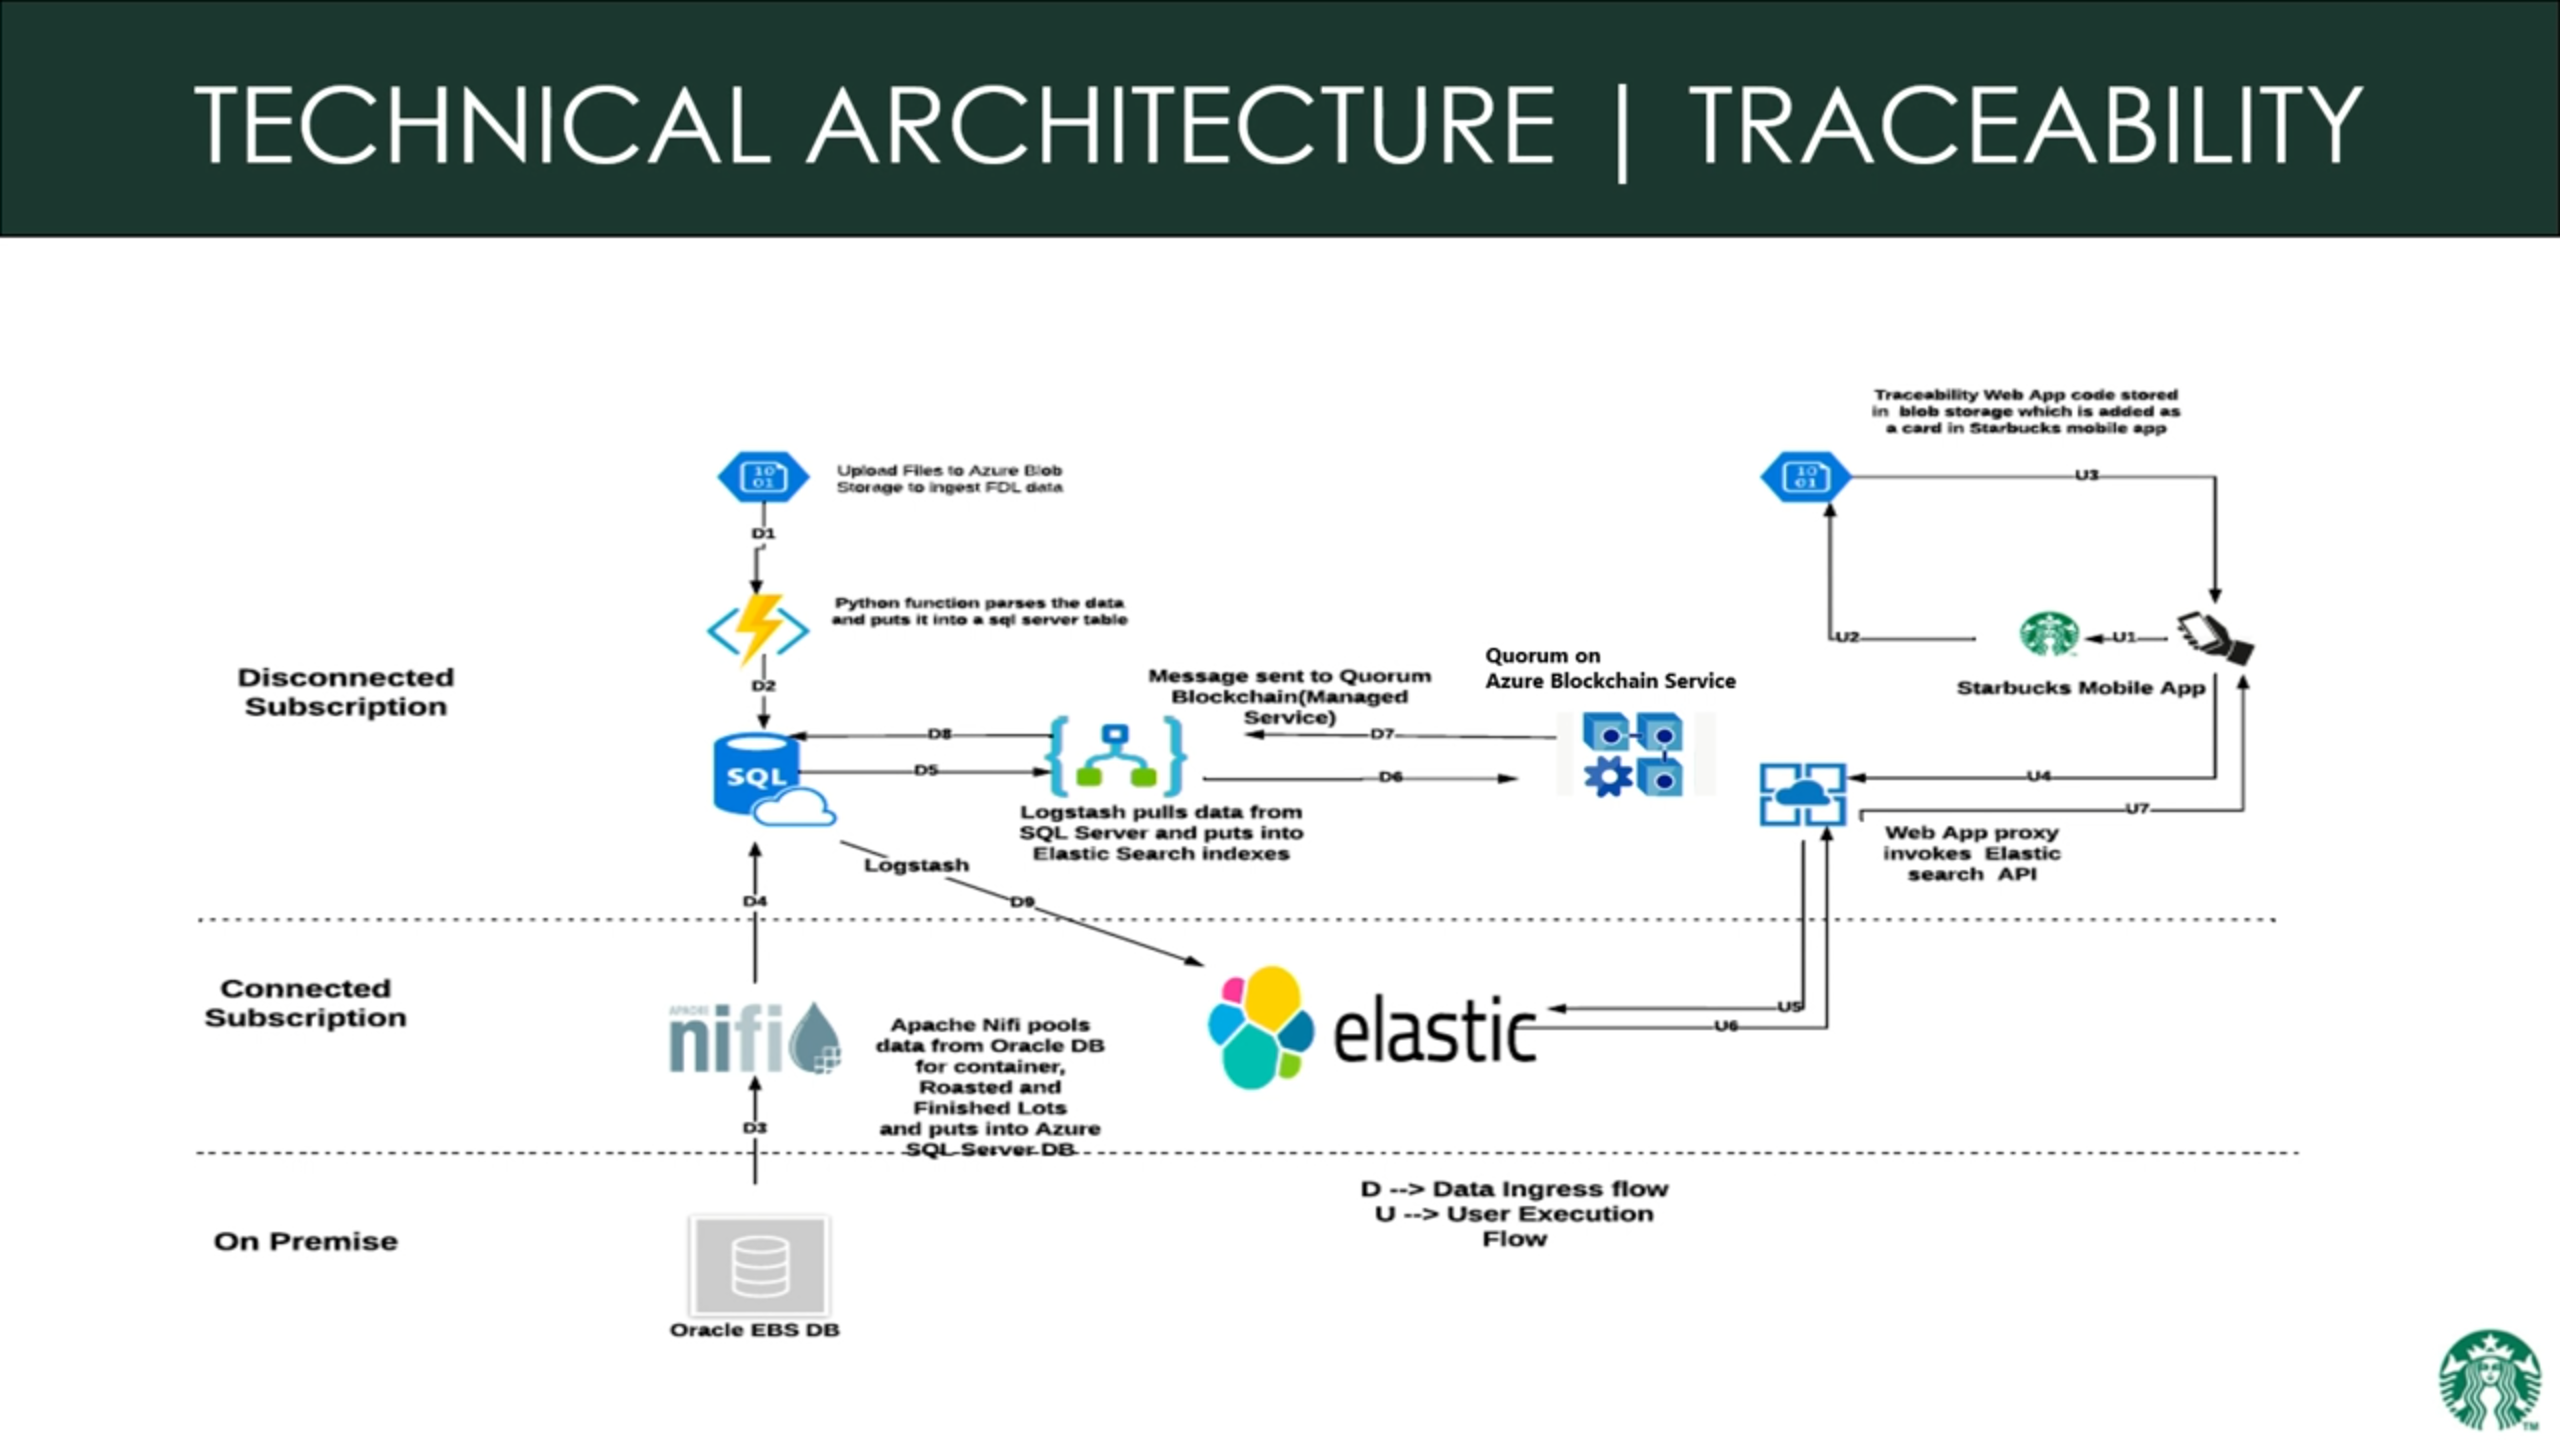 TECHNICAL ARCHITECTURE | TRACEABILITY
Traceability Web App code stored
in blob storage which is added as
a card in Starbucks mobile app
10
01
Upload Files to Azure Blob
Storage to ingest FDL data
10
01
U3
D1
Python function parses the data
and puts it into a sql server table
U2
U1
D2
Disconnected
Subscription
Message sent to Quorum
Blockchain(Managed
Service)
Quorum on
Azure Blockchain Service
Starbucks Mobile App
D8
D7
SQL
D5
D6
U4
U7
Logstash pulls data from
SQL Server and puts into
Elastic Search indexes
Web App proxy
invokes Elastic
search API
Logstash
D4
D9
Connected
Subscription
APACHE
nifi
Apache Nifi pools
data from Oracle DB
for container,
Roasted and
Finished Lots
and puts into Azure
SQL Server DB
elastic
U5
U6
D3
D --> Data Ingress flow
U --> User Execution
Flow
On Premise
Oracle EBS DB
TM